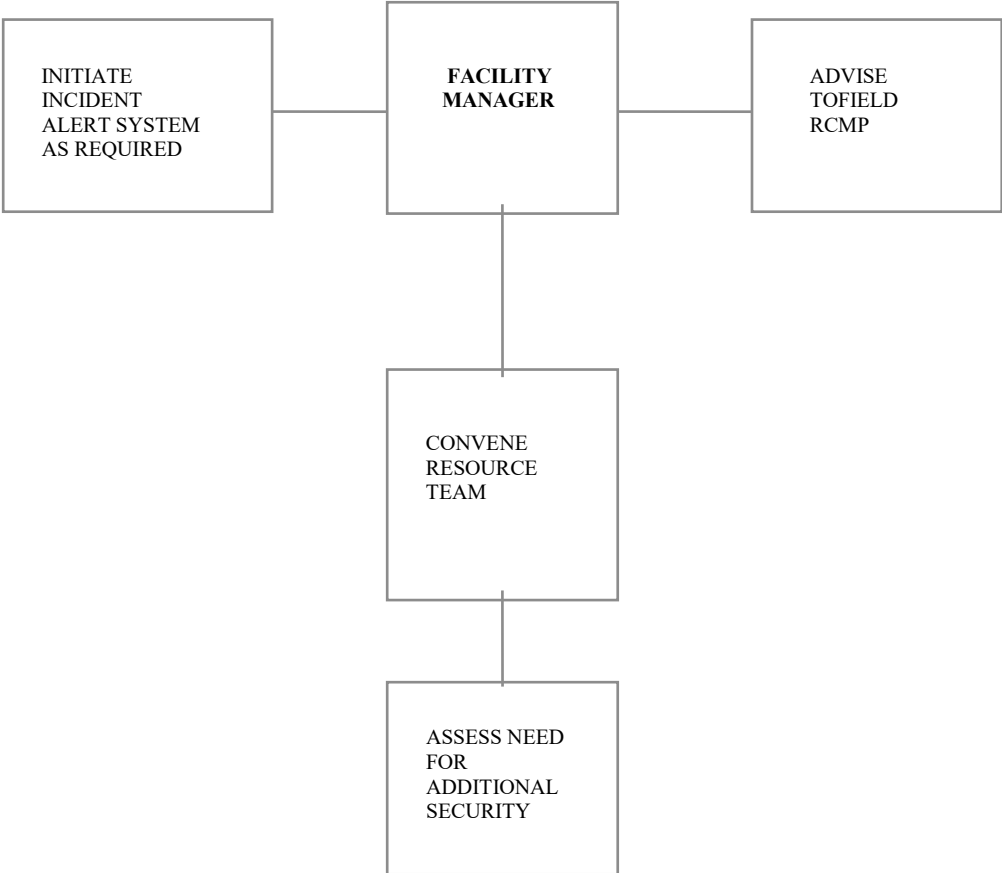 INITIATE
INCIDENT
ALERT SYSTEM
AS REQUIRED
FACILITY
MANAGER
ADVISE
TOFIELD
RCMP
CONVENE
RESOURCE
TEAM
ASSESS NEED
FOR
ADDITIONAL
SECURITY